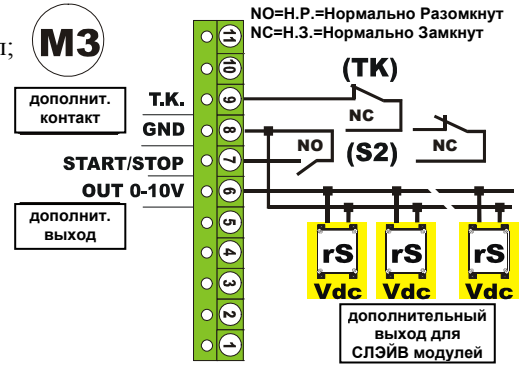 NO=Н.Р.=Нормально Разомкнут
NC=Н.З.=Нормально Замкнут
л;
M3
11
10
9
8
7
6
5
4
3
2
1
дополнит.
контакт
T.K.
GND
START/STOP
OUT 0-10V
дополнит.
выход
(TK)
NC
NO
(S2)
NC
rS
rS
rS
Vdc
Vdc
Vdc
дополнительный
выход для
СЛЭЙВ модулей